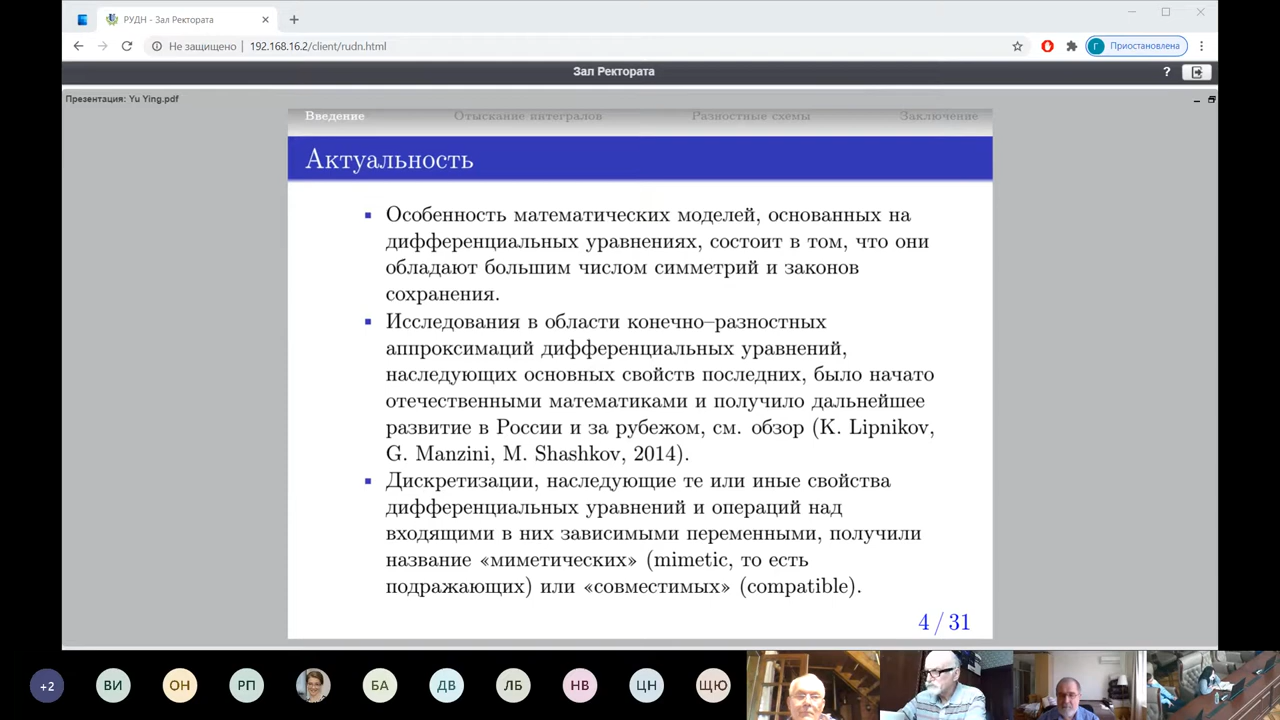 РУДН - Зал Ректората
Не защищено | 192.168.16.2/client/rudn.html
Г Приостановлена
Зал Ректората
?
Презентация: Yu Ying.pdf
Введение Отыскание интегралов Разностные схемы Заключение
Актуальность
Особенность математических моделей, основанных на
дифференциальных уравнениях, состоит в том, что они
обладают большим числом симметрий и законов
сохранения.
Исследования в области конечно–разностных
аппроксимаций дифференциальных уравнений,
наследующих основных свойств последних, было начато
отечественными математиками и получило дальнейшее
развитие в России и за рубежом, см. обзор (K. Lipnikov,
G. Manzini, M. Shashkov, 2014).
Дискретизации, наследующие те или иные свойства
дифференциальных уравнений и операций над
входящими в них зависимыми переменными, получили
название «миметических» (mimetic, то есть
подражающих) или «совместимых» (compatible).
4 / 31
+2 ВИ ОН РП БА ДВ ЛБ НВ ЦН ЩЮ